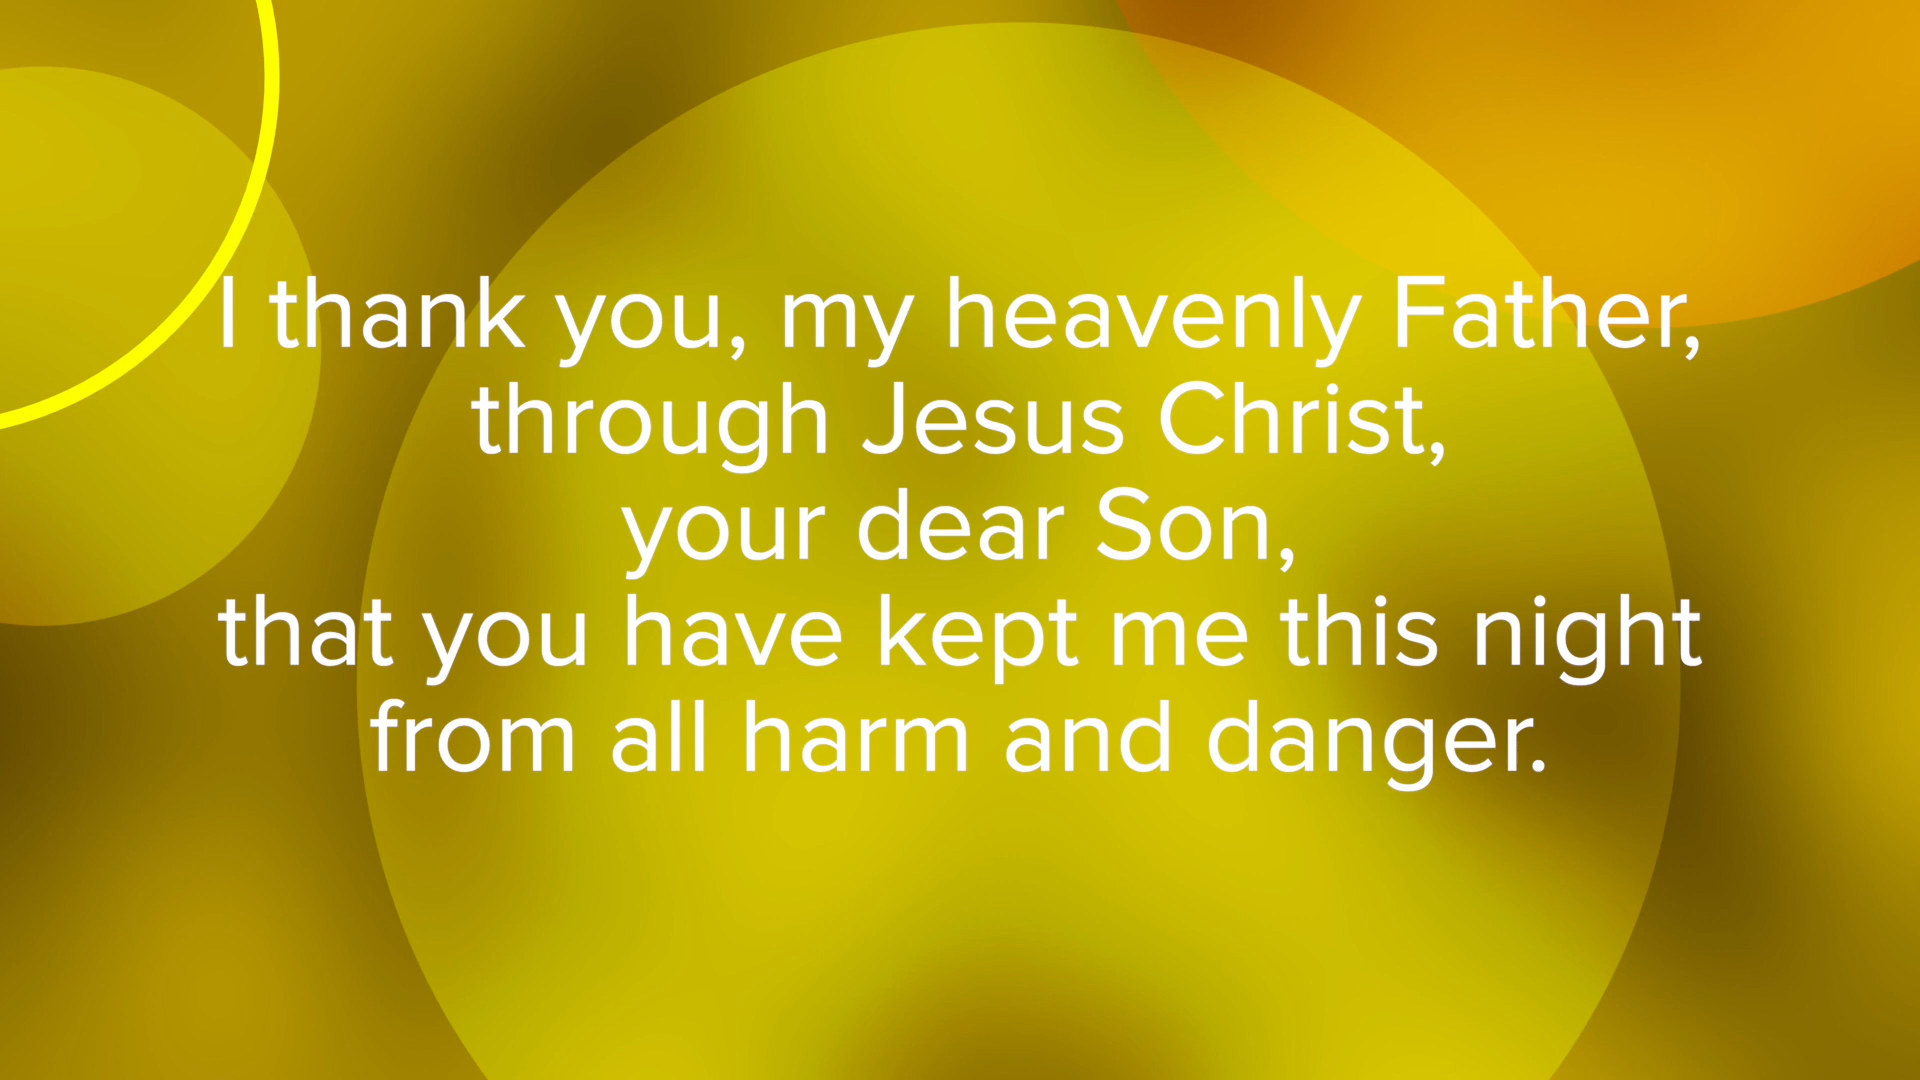 I thank you, my heavenly Father,
through Jesus Christ,
your dear Son,
that you have kept me this night
from all harm and danger.